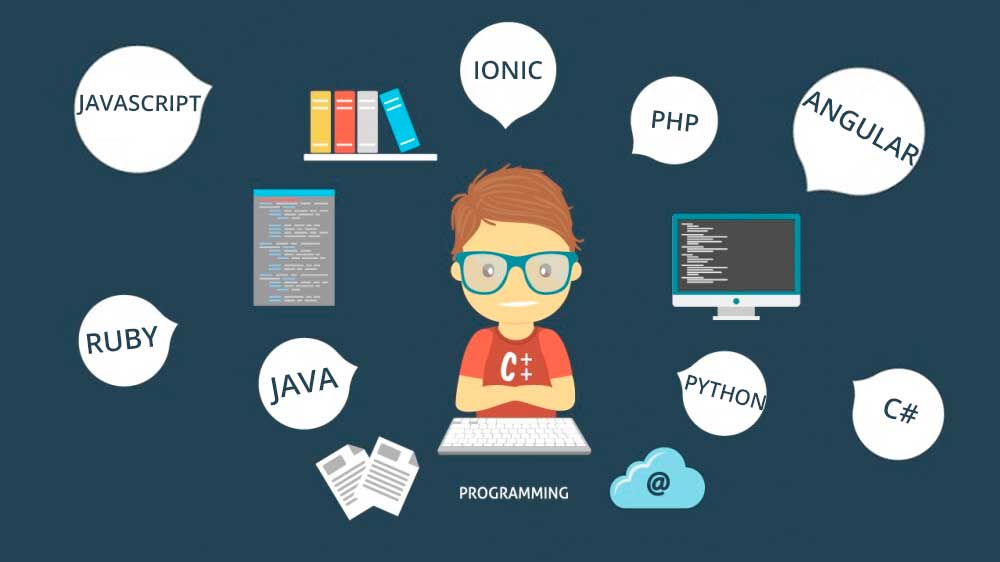 IONIC
JAVASCRIPT
PHP
ANGULAR
RUBY
JAVA
C++
PYTHON
C#
@
PROGRAMMING